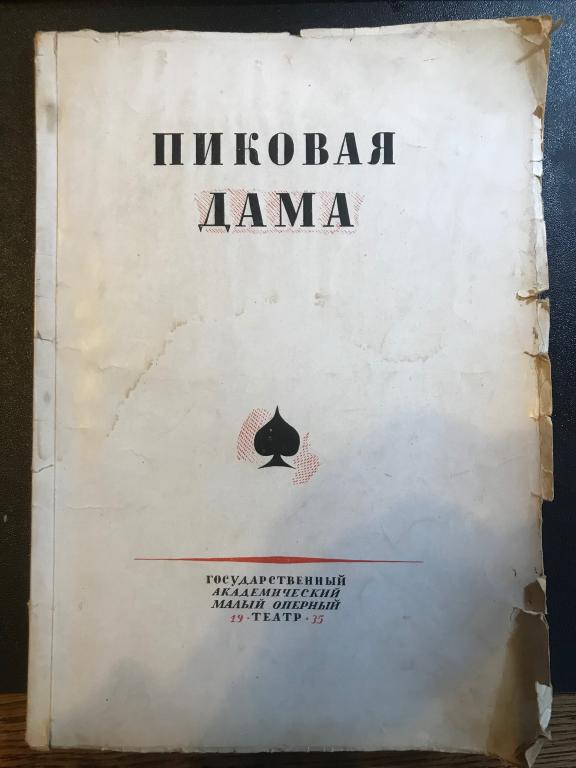 ПИКОВАЯ
ДАМА
ГОСУДАРСТВЕННЫЙ
АКАДЕМИЧЕСКИЙ
МАЛЫЙ ОПЕРНЫЙ
19 · ТЕАТР · 35